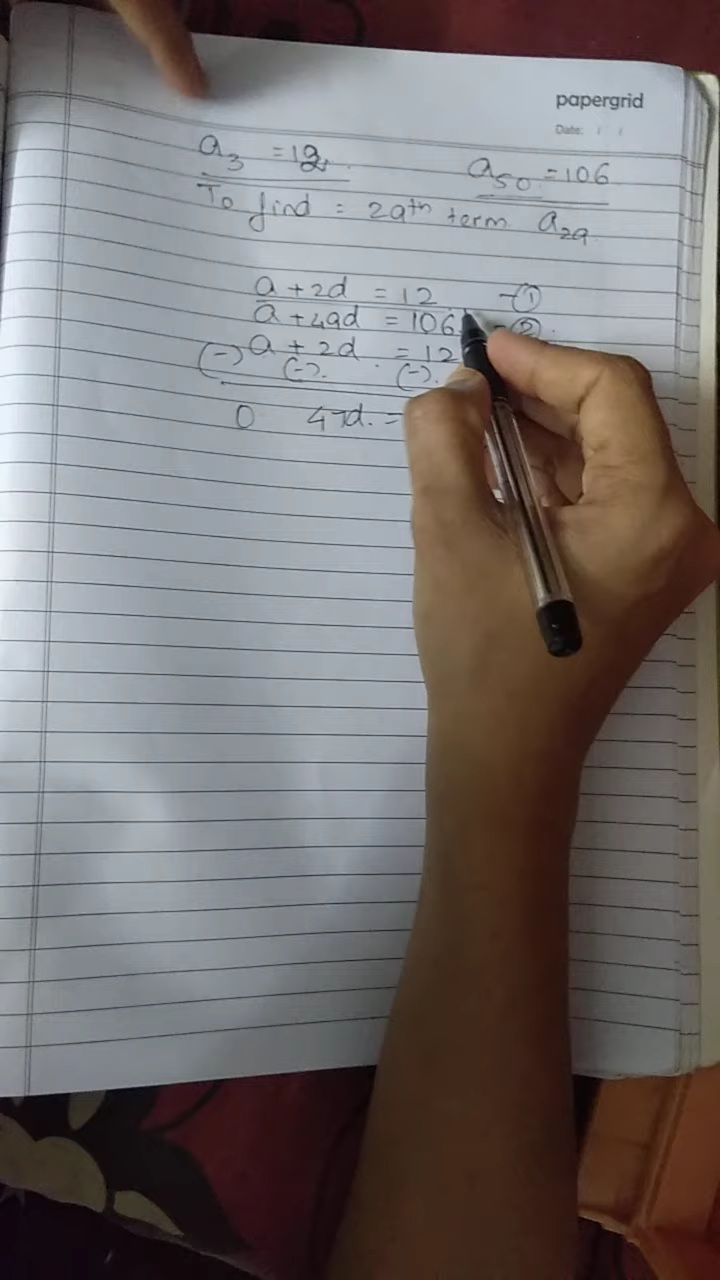 papergrid
Date: / /
a₃ = 12 a₅₀ = 106
To find = 29th term a₂₉
a + 2d = 12 - ①
a + 49d = 106 - ②
(-) a + 2d = 12
(-). (-).
0 47d. =